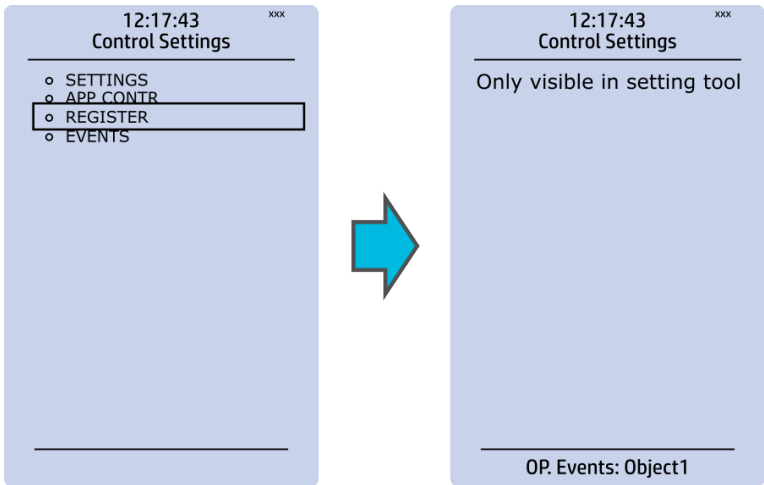 12:17:43 xxx
Control Settings
SETTINGS
APP CONTR
REGISTER
EVENTS
12:17:43 xxx
Control Settings
Only visible in setting tool
OP. Events: Object1